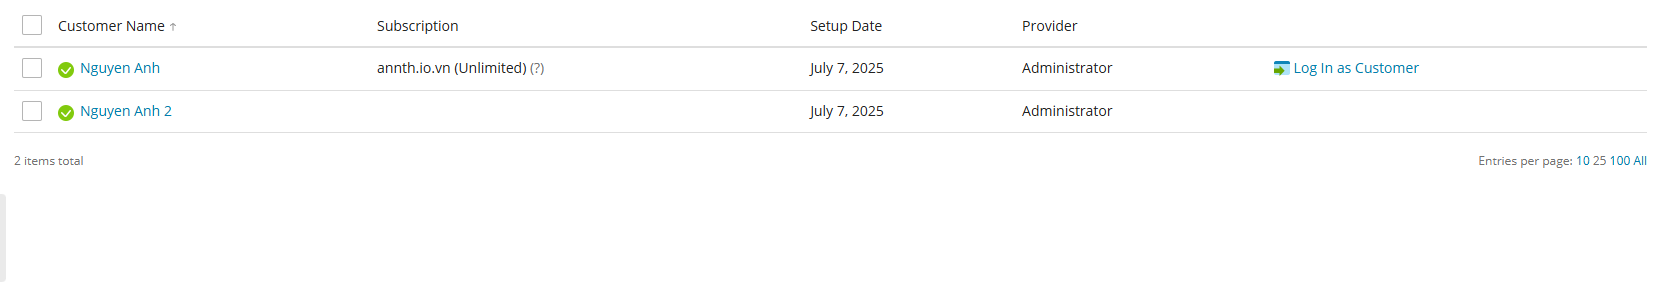 Customer Name ↑ Subscription Setup Date Provider
Nguyen Anh annth.io.vn (Unlimited) (?) July 7, 2025 Administrator Log In as Customer
Nguyen Anh 2 July 7, 2025 Administrator
2 items total Entries per page: 10 25 100 All